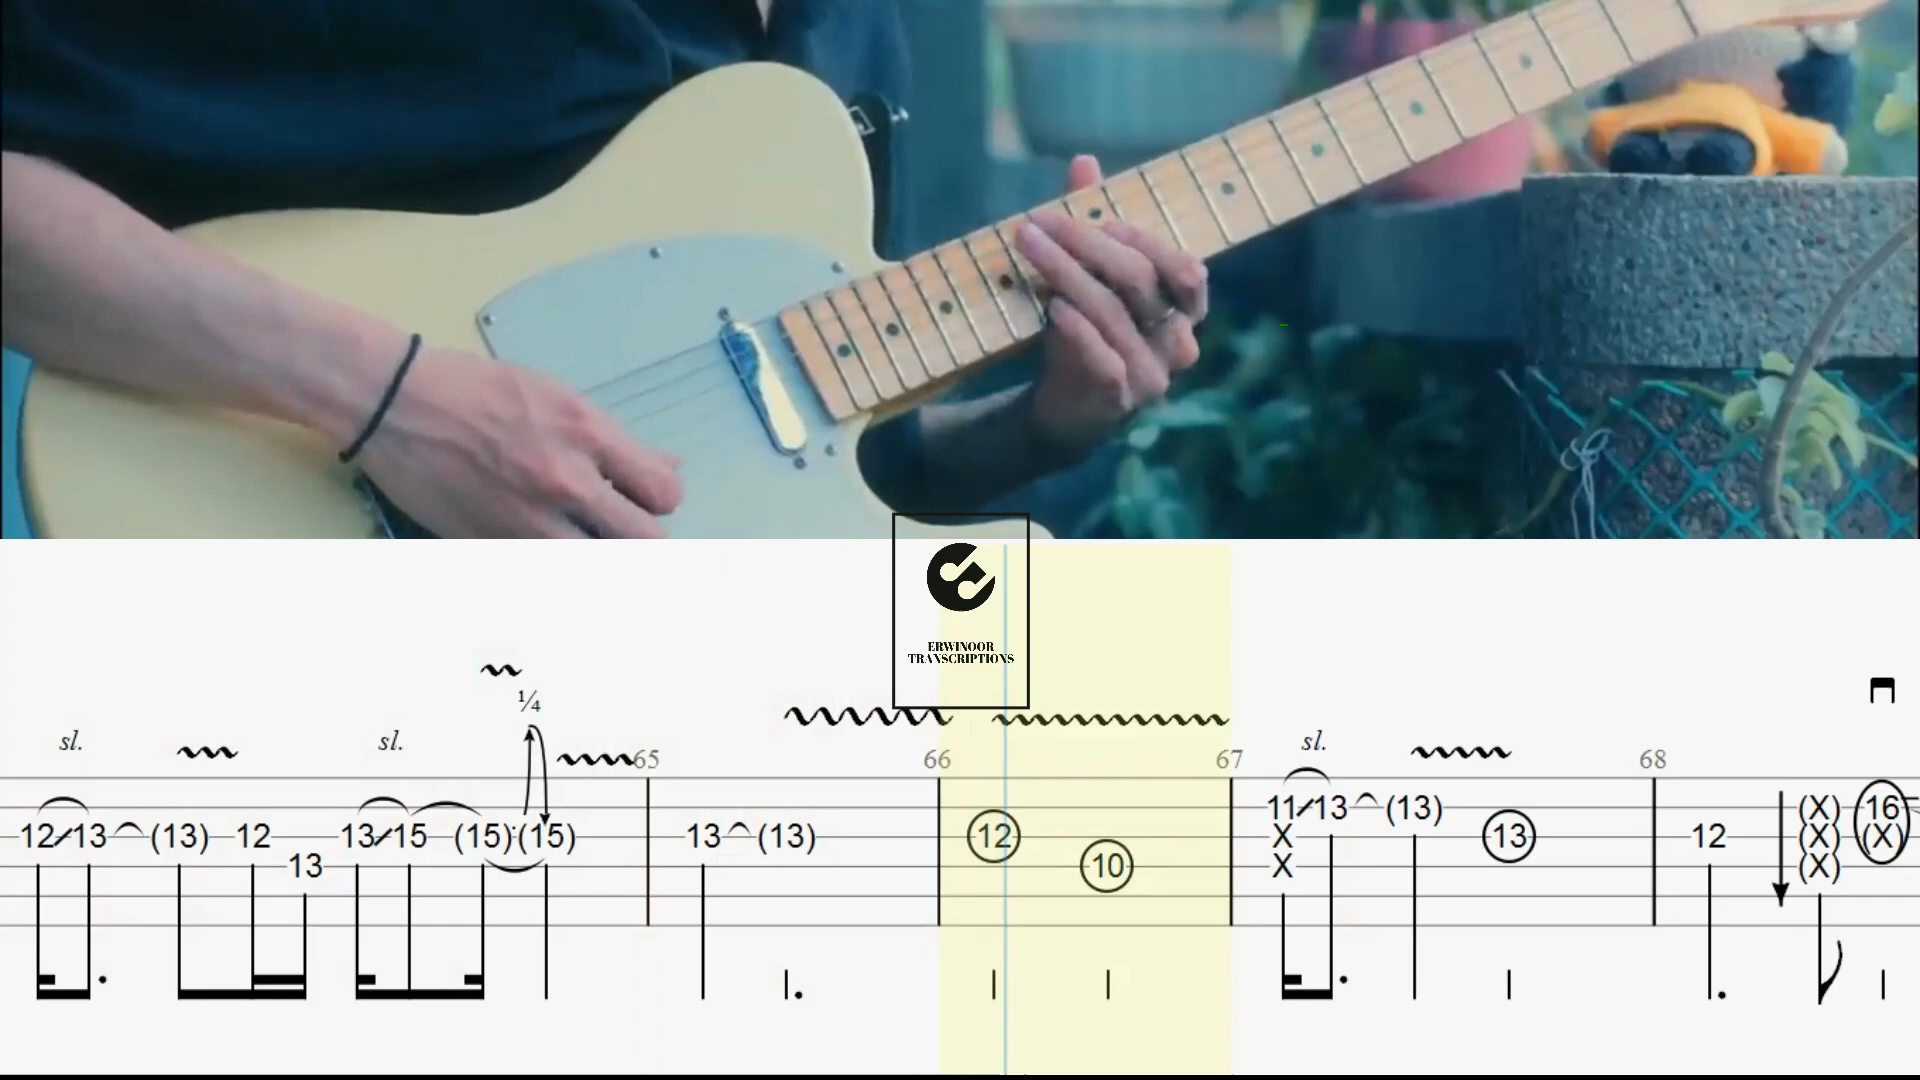 ERWINOOR
TRANSCRIPTIONS
1/4
sl. sl. sl.
65 66 67 68
11/13 (13) (X) 16
12/13 (13) 12 13/15 (15) (15) 13 (13) 12 X 13 12 (X) (X)
13 10 X (X)